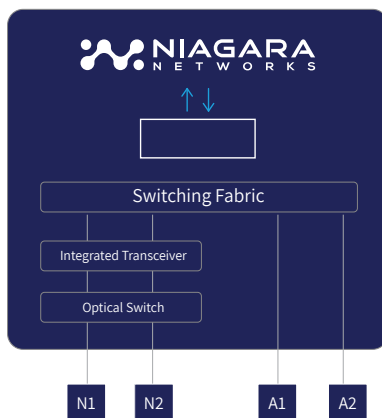 NIAGARA
NETWORKS
Switching Fabric
Integrated Transceiver
Optical Switch
N1 N2 A1 A2